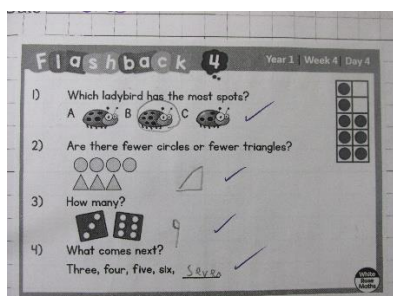 Flashback 4
Year 1 | Week 4 | Day 4
1) Which ladybird has the most spots?
A B C
2) Are there fewer circles or fewer triangles?
3) How many?
9
4) What comes next?
Three, four, five, six, seven
White
Rose
Maths